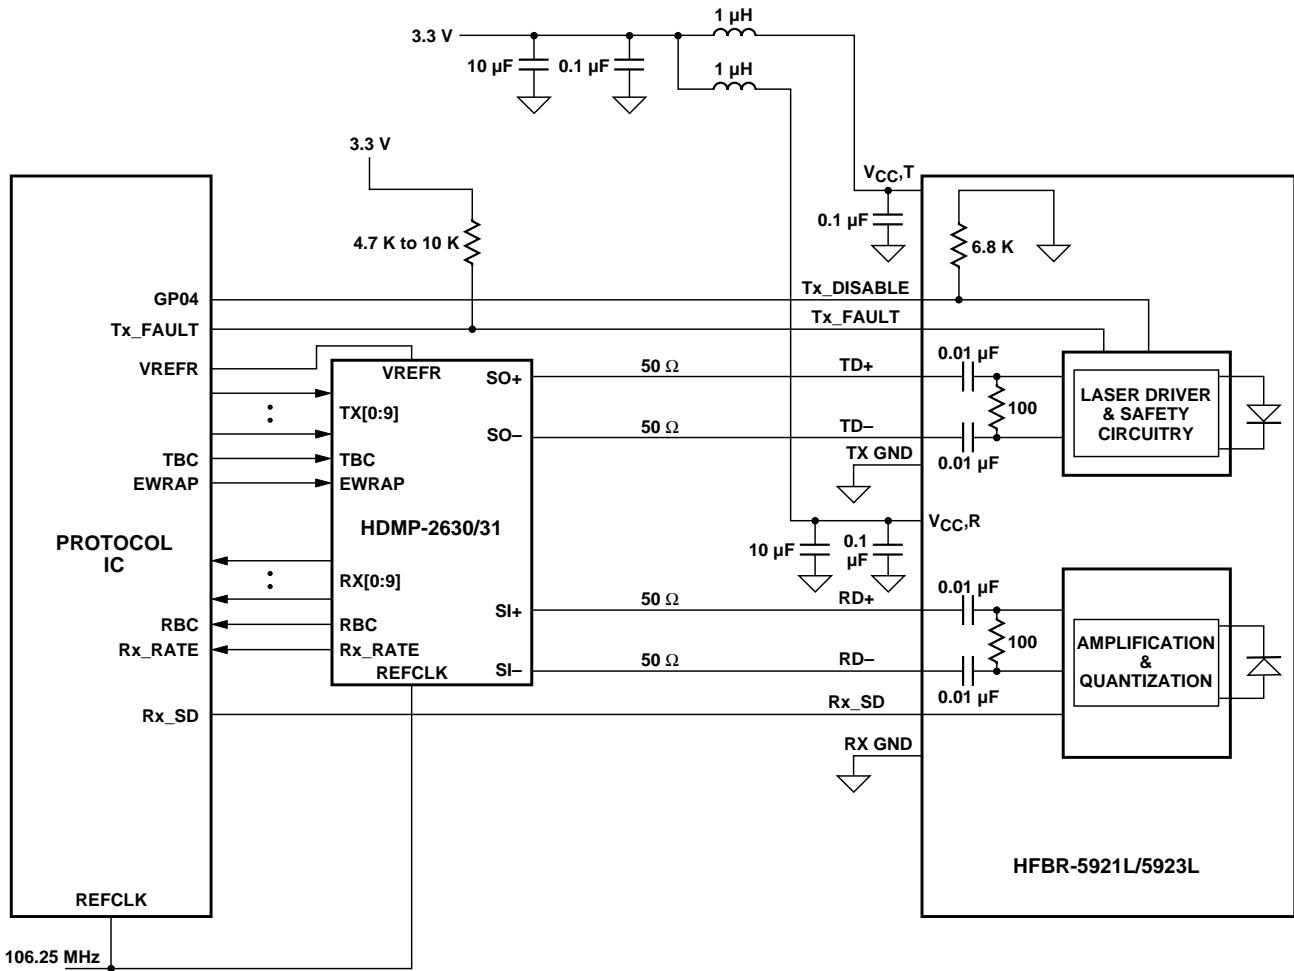 1 µH
3.3 V
10 µF
0.1 µF
1 µH
3.3 V
VCC,T
0.1 µF
4.7 K to 10 K
6.8 K
GP04
Tx_DISABLE
Tx_FAULT
Tx_FAULT
VREFR
VREFR
SO+
50 Ω
TD+
0.01 µF
TX[0:9]
100
LASER DRIVER
& SAFETY
CIRCUITRY
SO–
50 Ω
TD–
0.01 µF
TX GND
TBC
TBC
EWRAP
EWRAP
HDMP-2630/31
VCC,R
PROTOCOL
IC
10 µF
0.1
µF
RX[0:9]
0.01 µF
SI+
50 Ω
RD+
RBC
RBC
100
AMPLIFICATION
&
QUANTIZATION
Rx_RATE
Rx_RATE
SI–
50 Ω
RD–
REFCLK
0.01 µF
Rx_SD
Rx_SD
RX GND
HFBR-5921L/5923L
REFCLK
106.25 MHz